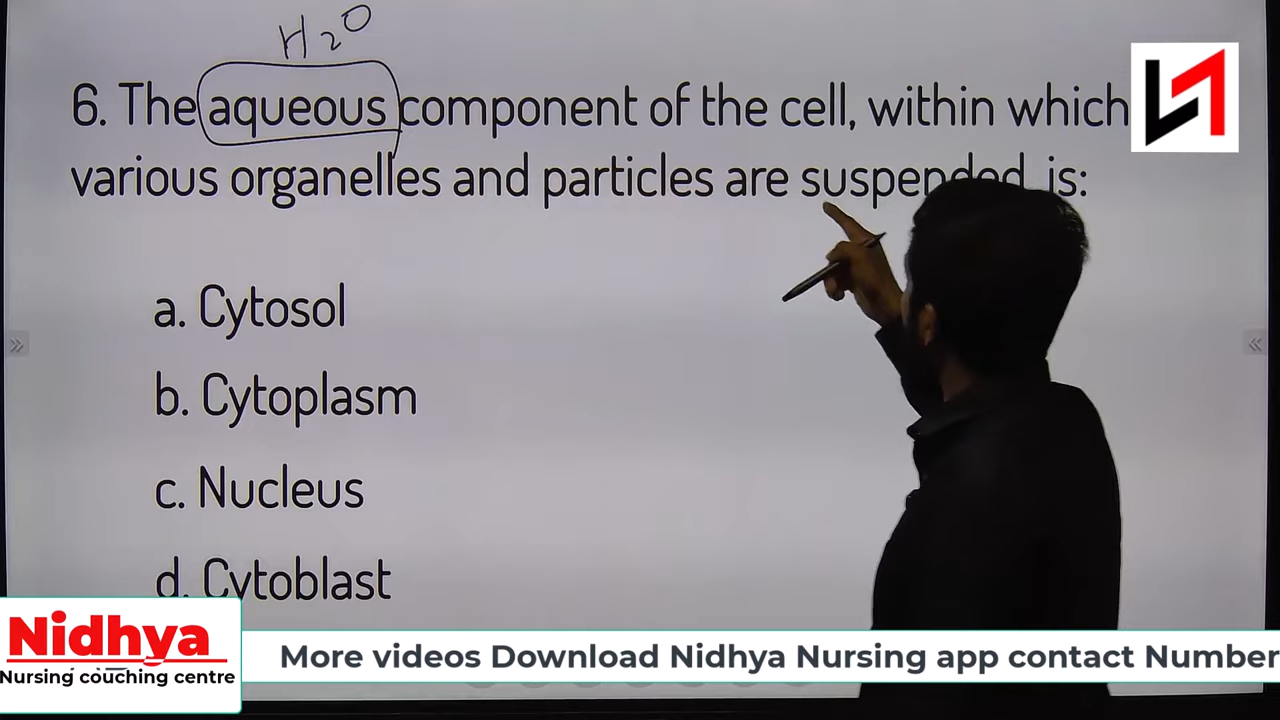 H₂O
6. The aqueous component of the cell, within which
various organelles and particles are suspended, is:
a. Cytosol
b. Cytoplasm
c. Nucleus
d. Cytoblast
Nidhya
Nursing couching centre
More videos Download Nidhya Nursing app contact Number